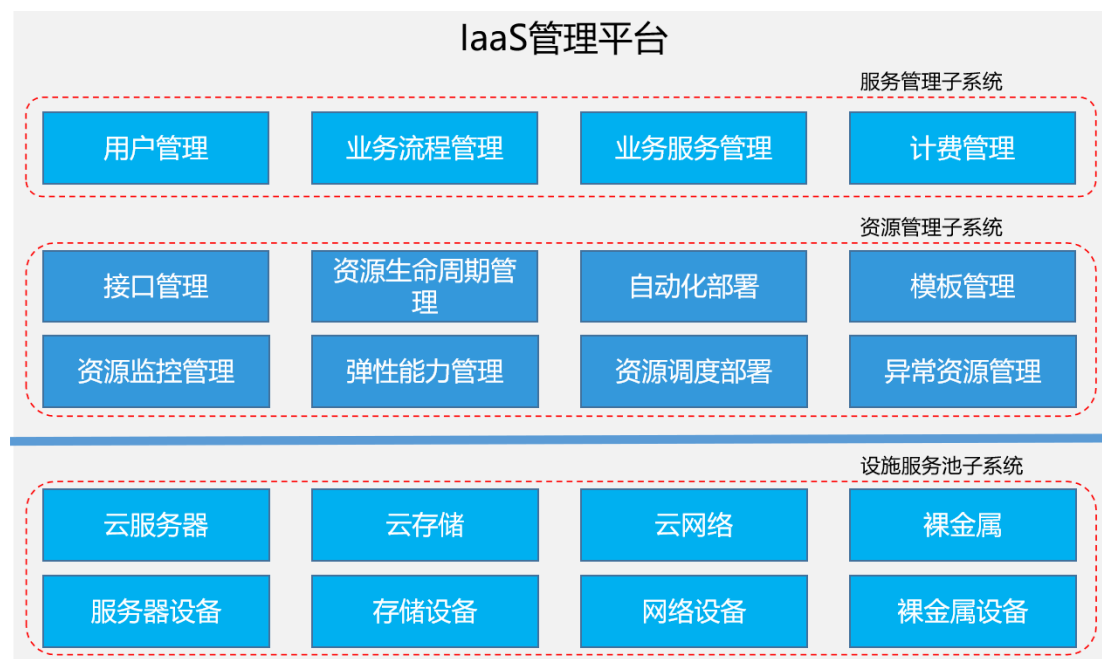 IaaS管理平台
服务管理子系统
用户管理
业务流程管理
业务服务管理
计费管理
资源管理子系统
接口管理
资源生命周期管
理
自动化部署
模板管理
资源监控管理
弹性能力管理
资源调度部署
异常资源管理
设施服务池子系统
云服务器
云存储
云网络
裸金属
服务器设备
存储设备
网络设备
裸金属设备